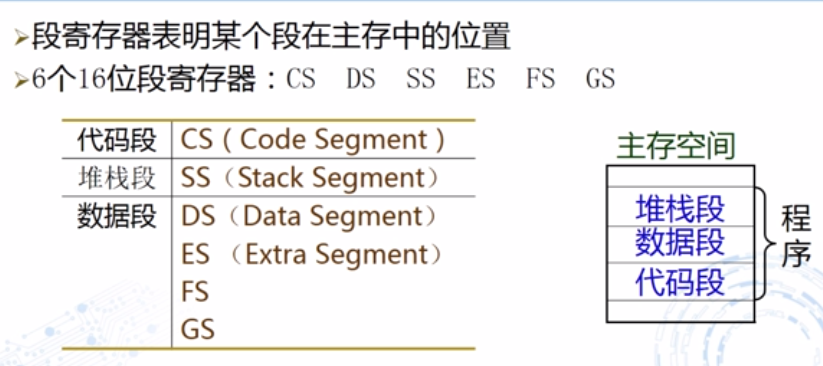 ➢段寄存器表明某个段在主存中的位置
➢6个16位段寄存器：CS DS SS ES FS GS
代码段 CS（Code Segment）
堆栈段 SS（Stack Segment）
数据段 DS（Data Segment）
ES（Extra Segment）
FS
GS
主存空间
堆栈段
数据段
代码段
程序